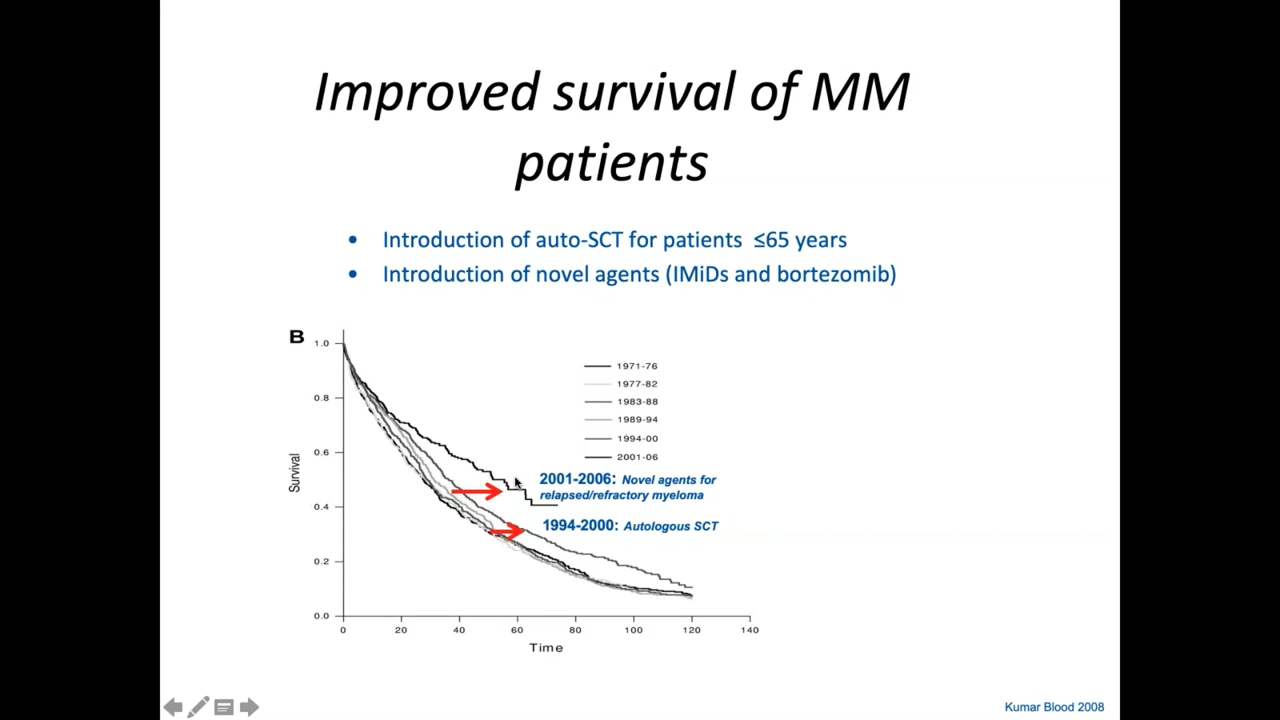 Improved survival of MM
patients
• Introduction of auto-SCT for patients ≤65 years
• Introduction of novel agents (IMiDs and bortezomib)
B
1.0
0.8
0.6
0.4
0.2
0.0
Survival
0 20 40 60 80 100 120 140
Time
1971-76
1977-82
1983-88
1989-94
1994-00
2001-06
2001-2006: Novel agents for
relapsed/refractory myeloma
1994-2000: Autologous SCT
Kumar Blood 2008